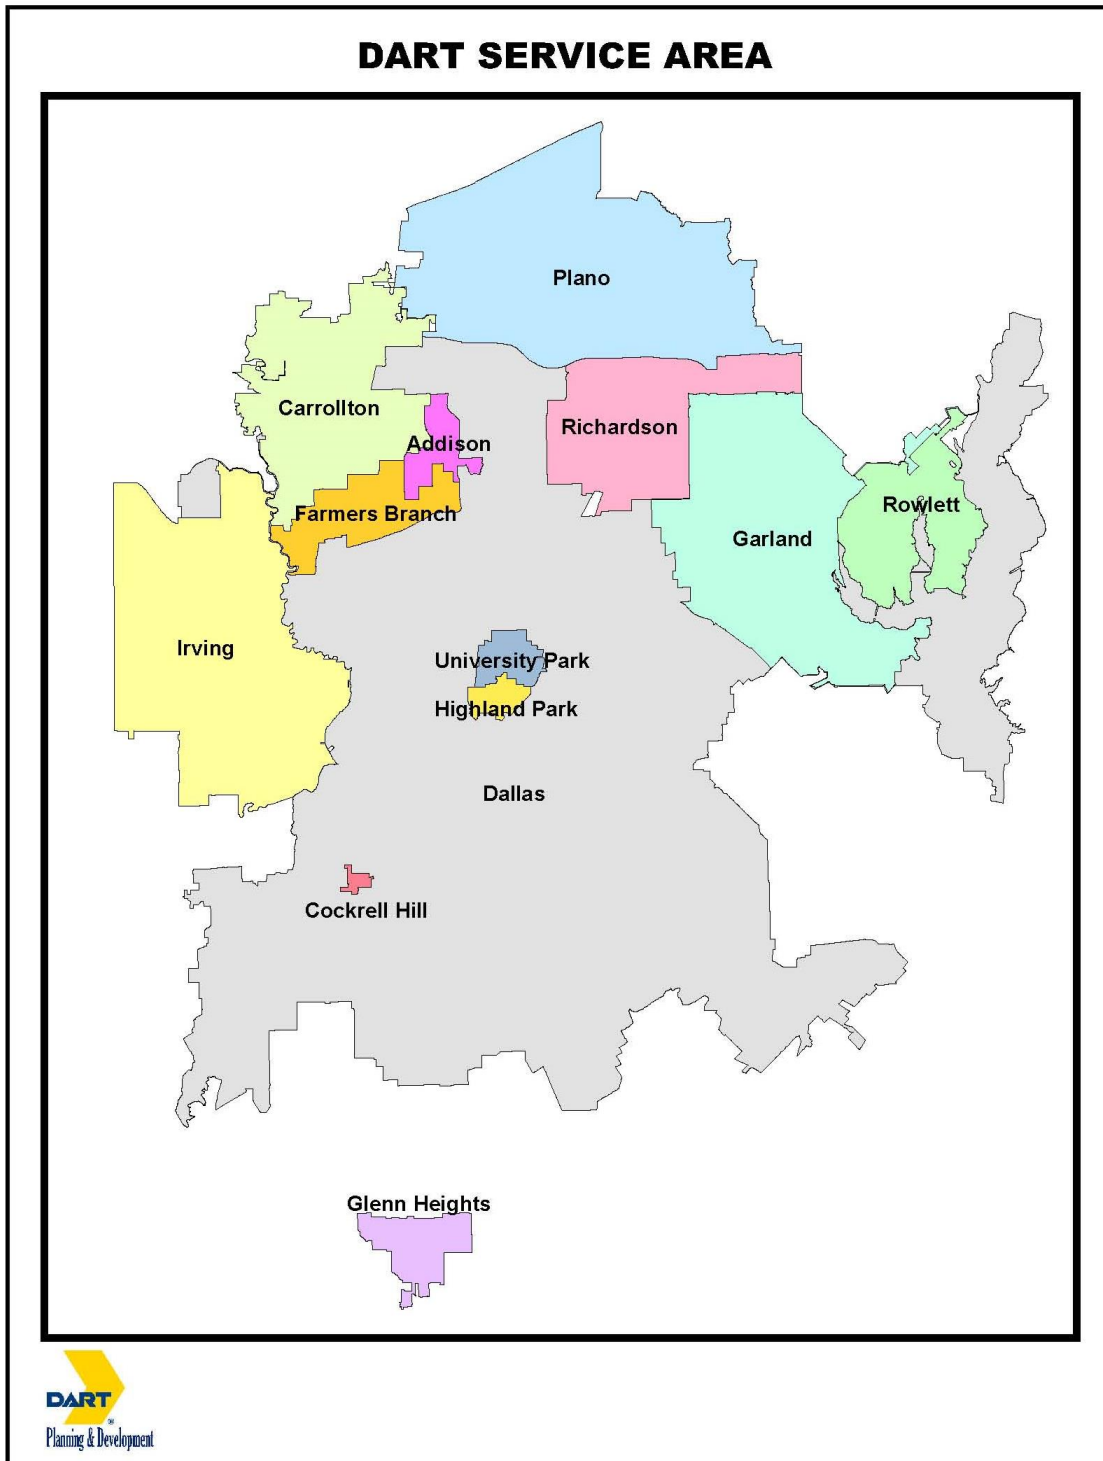 DART SERVICE AREA
Plano
Carrollton
Addison
Richardson
Farmers Branch
Rowlett
Garland
Irving
University Park
Highland Park
Dallas
Cockrell Hill
Glenn Heights
DART
Planning & Development